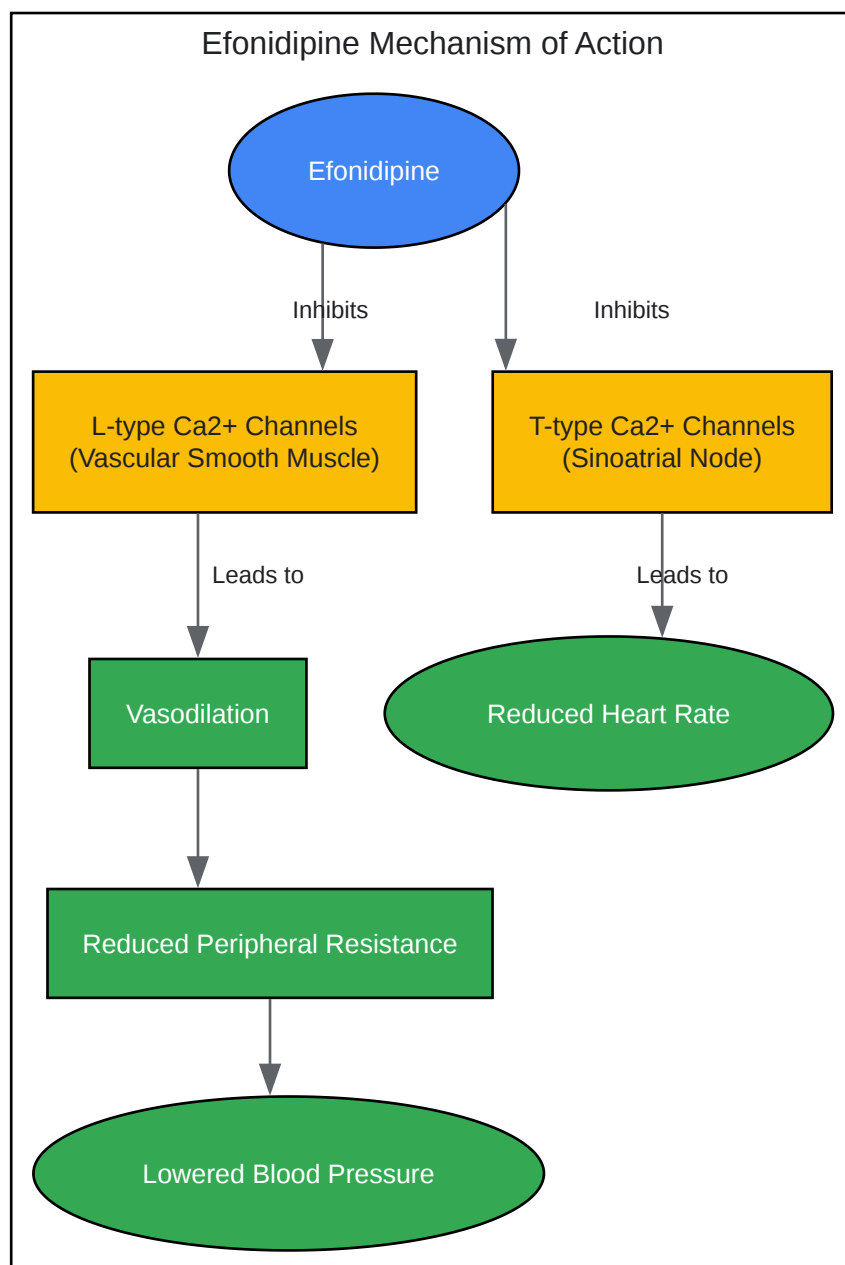 Efonidipine Mechanism of Action
Efonidipine
Inhibits
Inhibits
L-type Ca2+ Channels
(Vascular Smooth Muscle)
T-type Ca2+ Channels
(Sinoatrial Node)
Leads to
Leads to
Vasodilation
Reduced Heart Rate
Reduced Peripheral Resistance
Lowered Blood Pressure